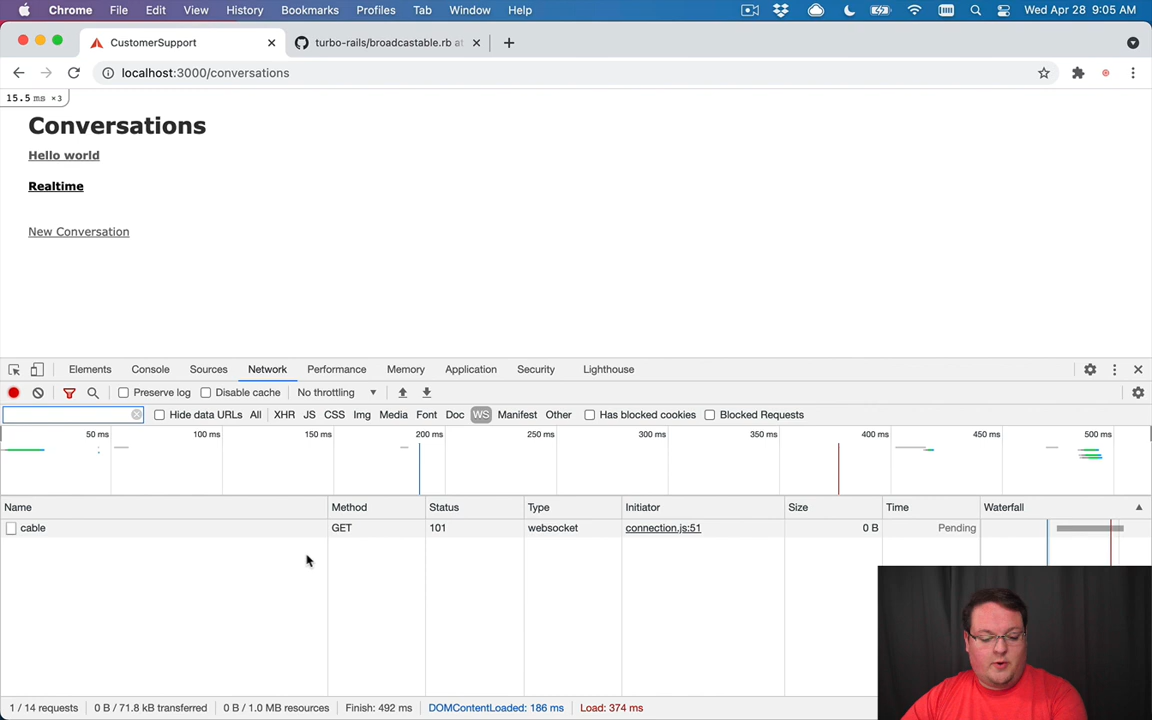 Chrome File Edit View History Bookmarks Profiles Tab Window Help Wed Apr 28 9:05 AM
CustomerSupport turbo-rails/broadcastable.rb at
localhost:3000/conversations
15.5 ms ×3
Conversations
Hello world
Realtime
New Conversation
Elements Console Sources Network Performance Memory Application Security Lighthouse
Preserve log Disable cache No throttling
Hide data URLs All XHR JS CSS Img Media Font Doc WS Manifest Other Has blocked cookies Blocked Requests
50 ms 100 ms 150 ms 200 ms 250 ms 300 ms 350 ms 400 ms 450 ms 500 ms
Name Method Status Type Initiator Size Time Waterfall
cable GET 101 websocket connection.js:51 0 B Pending
1 / 14 requests 0 B / 71.8 kB transferred 0 B / 1.0 MB resources Finish: 492 ms DOMContentLoaded: 186 ms Load: 374 ms